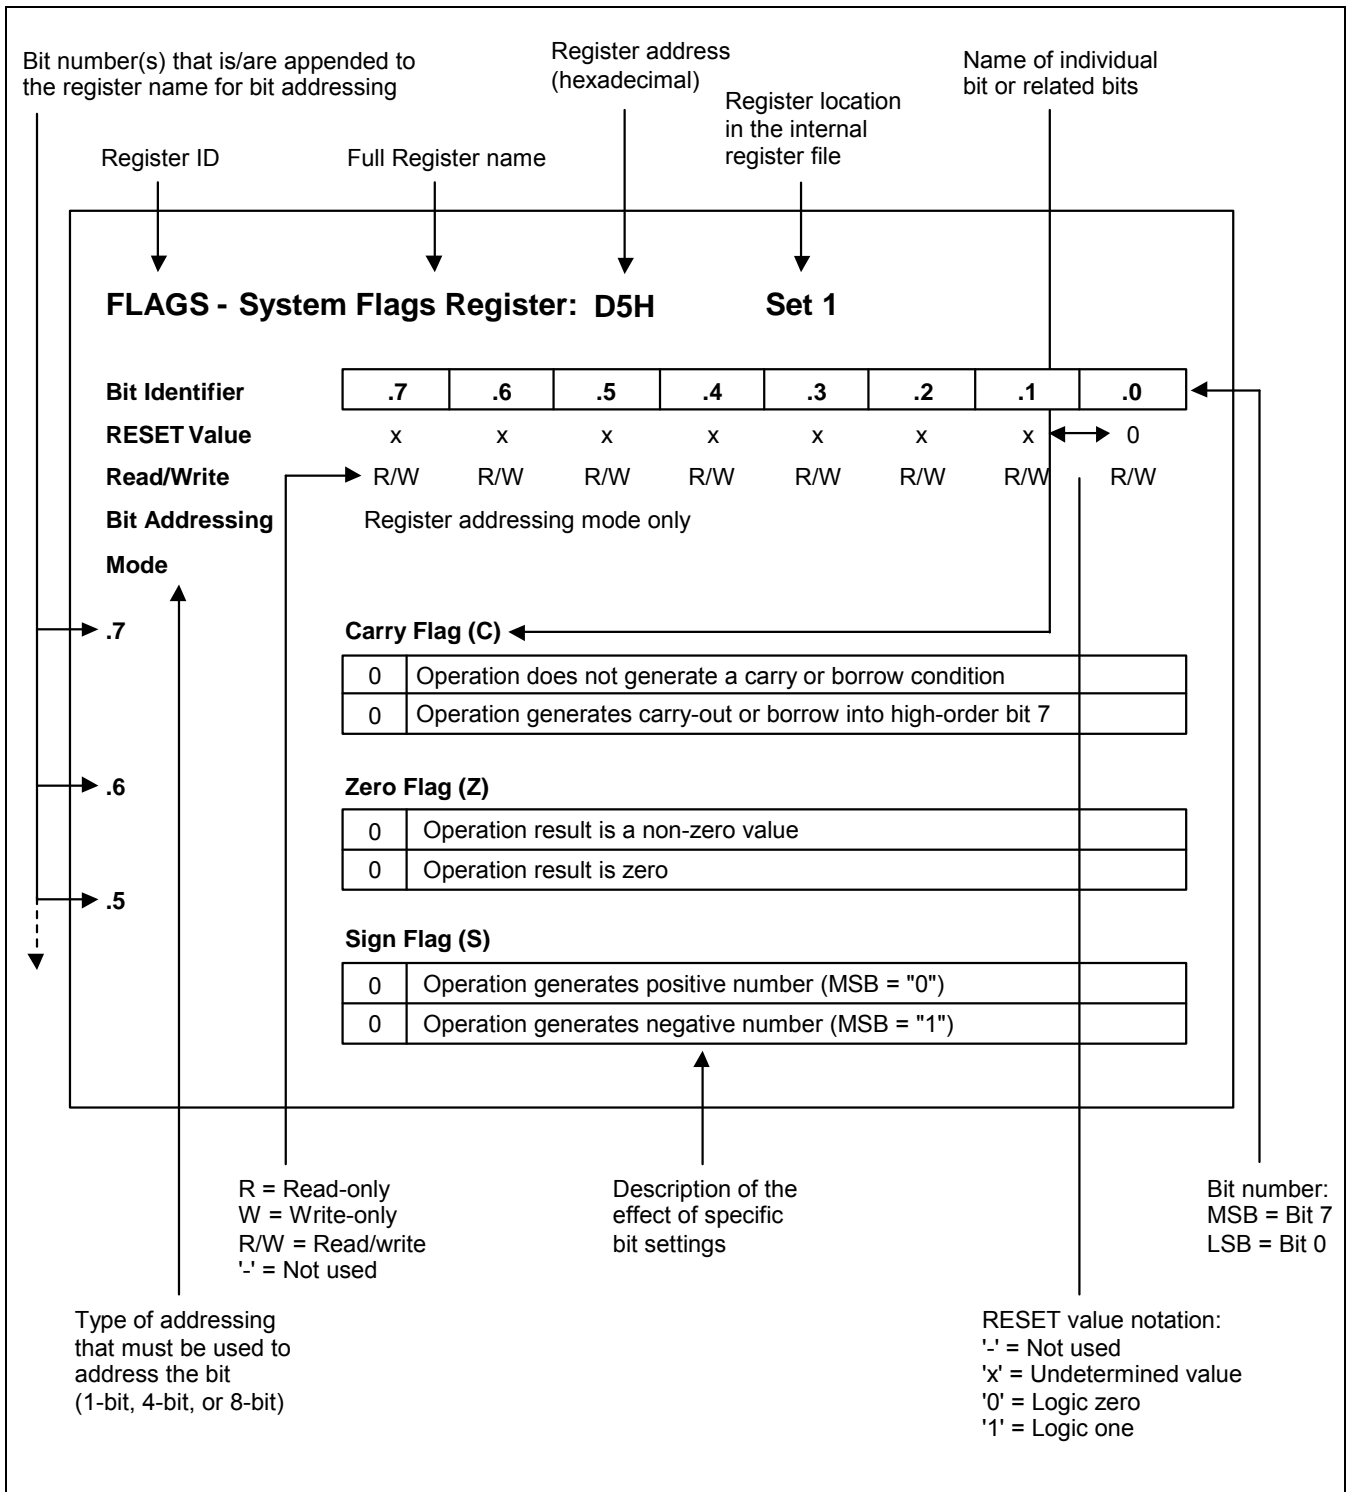 Bit number(s) that is/are appended to
the register name for bit addressing
Register address
(hexadecimal)
Name of individual
bit or related bits
Register location
in the internal
register file
Register ID
Full Register name
FLAGS - System Flags Register: D5H Set 1
Bit Identifier .7 .6 .5 .4 .3 .2 .1 .0
RESET Value x x x x x x x 0
Read/Write R/W R/W R/W R/W R/W R/W R/W R/W
Bit Addressing Register addressing mode only
Mode
.7 Carry Flag (C)
0 Operation does not generate a carry or borrow condition
0 Operation generates carry-out or borrow into high-order bit 7
.6 Zero Flag (Z)
0 Operation result is a non-zero value
0 Operation result is zero
.5
Sign Flag (S)
0 Operation generates positive number (MSB = "0")
0 Operation generates negative number (MSB = "1")
R = Read-only
W = Write-only
R/W = Read/write
'-' = Not used
Description of the
effect of specific
bit settings
Bit number:
MSB = Bit 7
LSB = Bit 0
Type of addressing
that must be used to
address the bit
(1-bit, 4-bit, or 8-bit)
RESET value notation:
'-' = Not used
'x' = Undetermined value
'0' = Logic zero
'1' = Logic one